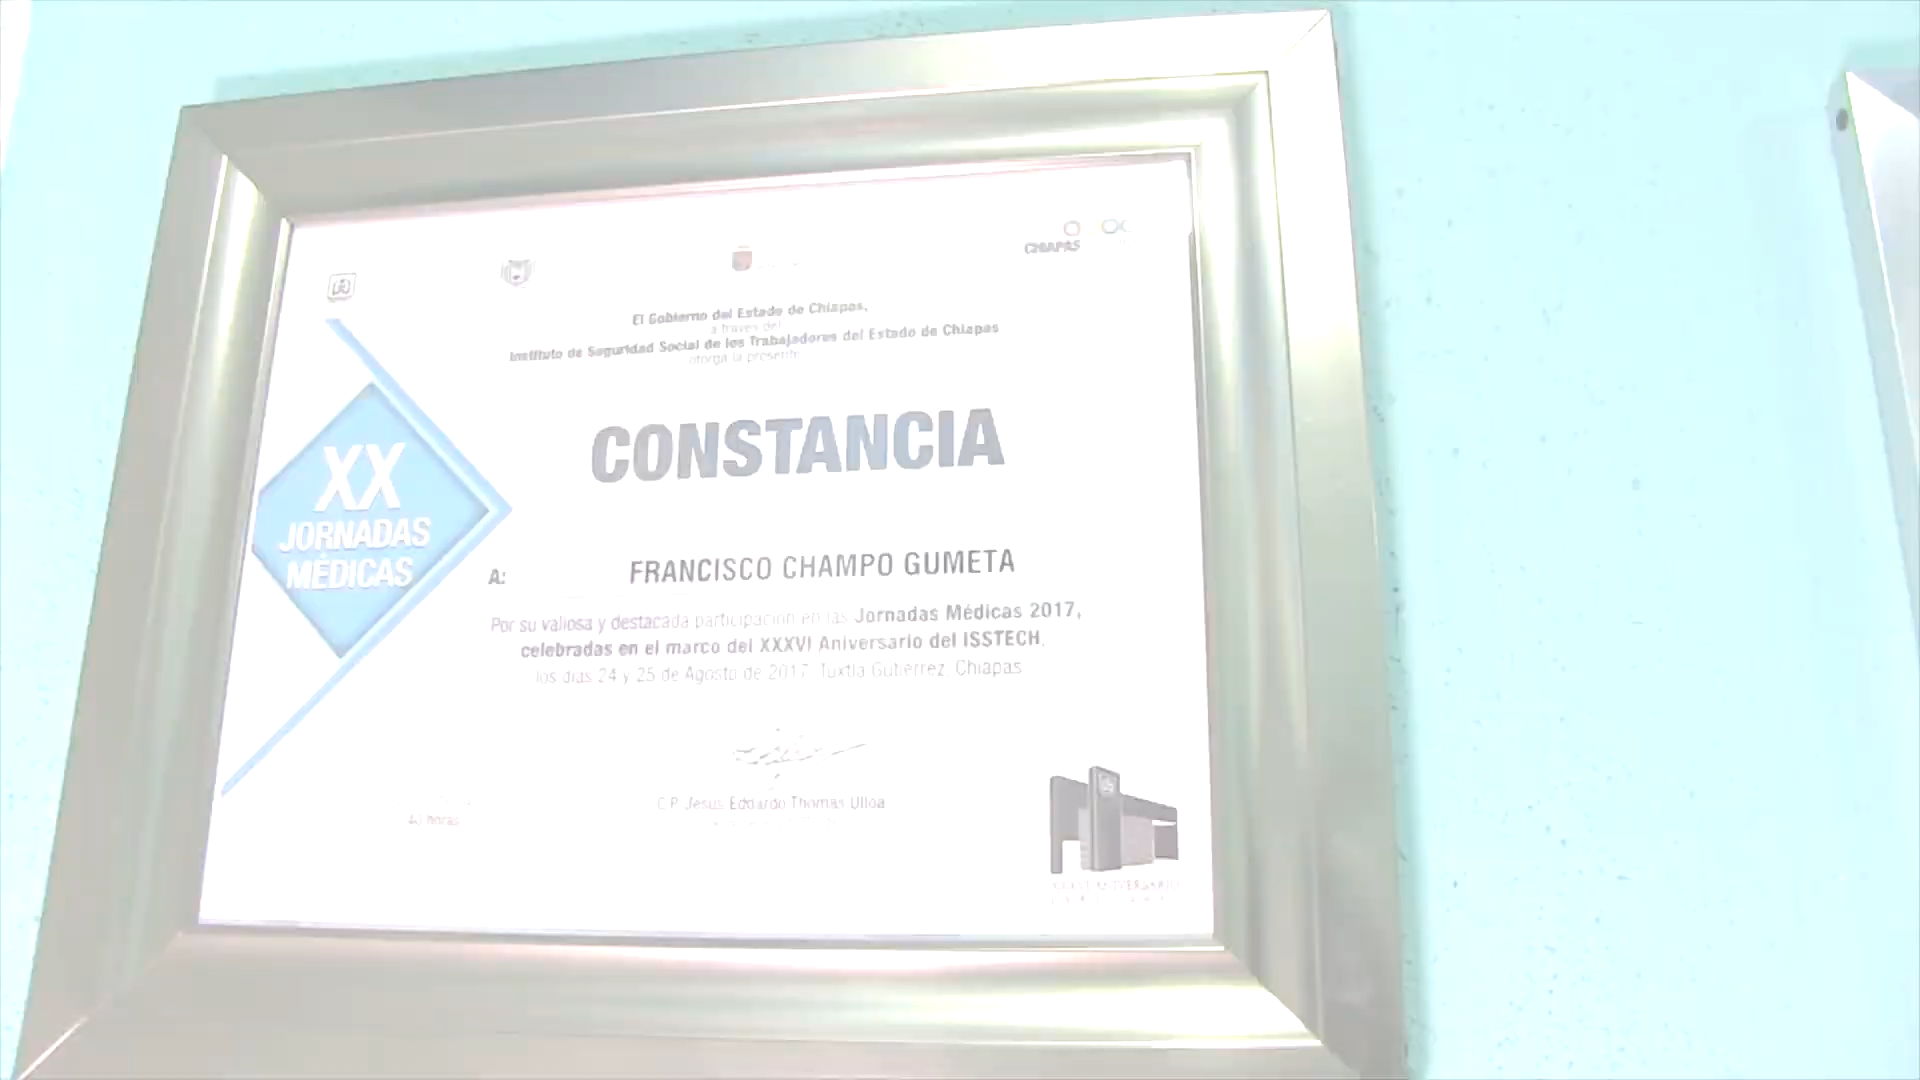 CHIAPAS
El Gobierno del Estado de Chiapas,
a través del
Instituto de Seguridad Social de los Trabajadores del Estado de Chiapas
otorga la presente
CONSTANCIA
XX
JORNADAS
MÉDICAS
A: FRANCISCO CHAMPO GUMETA
Por su valiosa y destacada participación en las Jornadas Médicas 2017,
celebradas en el marco del XXXVI Aniversario del ISSTECH,
los días 24 y 25 de Agosto de 2017, Tuxtla Gutiérrez, Chiapas
C.P. Jesús Eduardo Thomas Ulloa
40 horas
XXXVI ANIVERSARIO